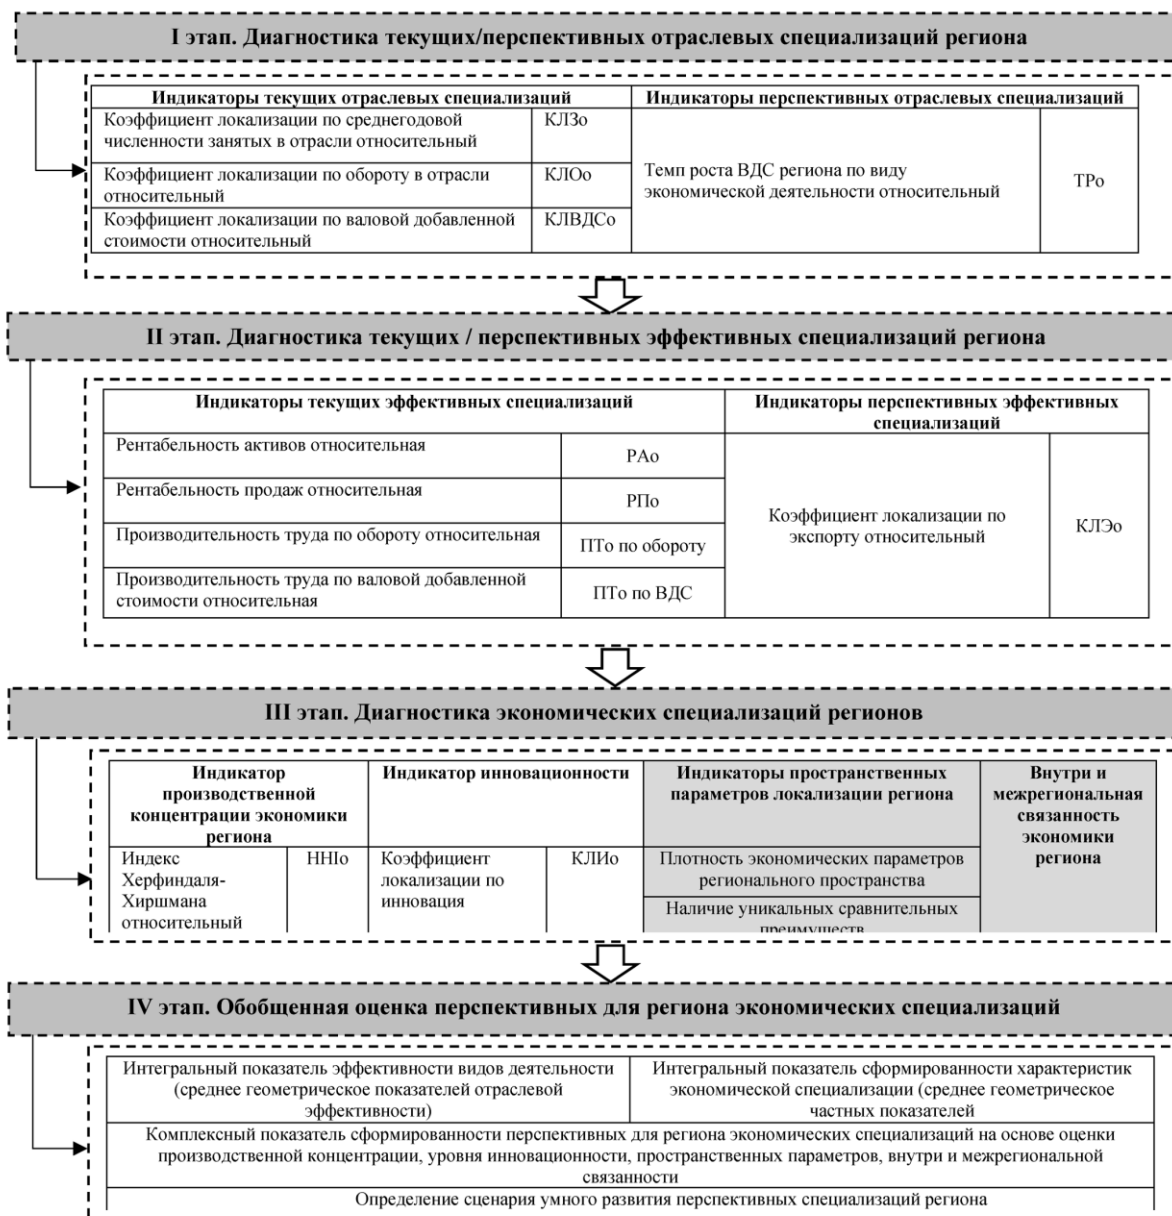 I этап. Диагностика текущих/перспективных отраслевых специализаций региона
Индикаторы текущих отраслевых специализаций
Индикаторы перспективных отраслевых специализаций
Коэффициент локализации по среднегодовой
численности занятых в отрасли относительный
КЛЗо
Коэффициент локализации по обороту в отрасли
относительный
КЛОо
Коэффициент локализации по валовой добавленной
стоимости относительный
КЛВДСо
Темп роста ВДС региона по виду
экономической деятельности относительный
ТРо
II этап. Диагностика текущих / перспективных эффективных специализаций региона
Индикаторы текущих эффективных специализаций
Индикаторы перспективных эффективных
специализаций
Рентабельность активов относительная
РАо
Рентабельность продаж относительная
РПо
Производительность труда по обороту относительная
ПТо по обороту
Производительность труда по валовой добавленной
стоимости относительная
ПТо по ВДС
Коэффициент локализации по
экспорту относительный
КЛЭо
III этап. Диагностика экономических специализаций регионов
Индикатор
производственной
концентрации экономики
региона
Индикатор инновационности
Индикаторы пространственных
параметров локализации региона
Внутри и
межрегиональная
связанность
экономики
региона
Индекс
Херфиндаля-
Хиршмана
относительный
HHIо
Коэффициент
локализации по
инновация
КЛИо
Плотность экономических параметров
регионального пространства
Наличие уникальных сравнительных
преимуществ
IV этап. Обобщенная оценка перспективных для региона экономических специализаций
Интегральный показатель эффективности видов деятельности
(среднее геометрическое показателей отраслевой
эффективности)
Интегральный показатель сформированности характеристик
экономической специализации (среднее геометрическое
частных показателей
Комплексный показатель сформированности перспективных для региона экономических специализаций на основе оценки
производственной концентрации, уровня инновационности, пространственных параметров, внутри и межрегиональной
связанности
Определение сценария умного развития перспективных специализаций региона